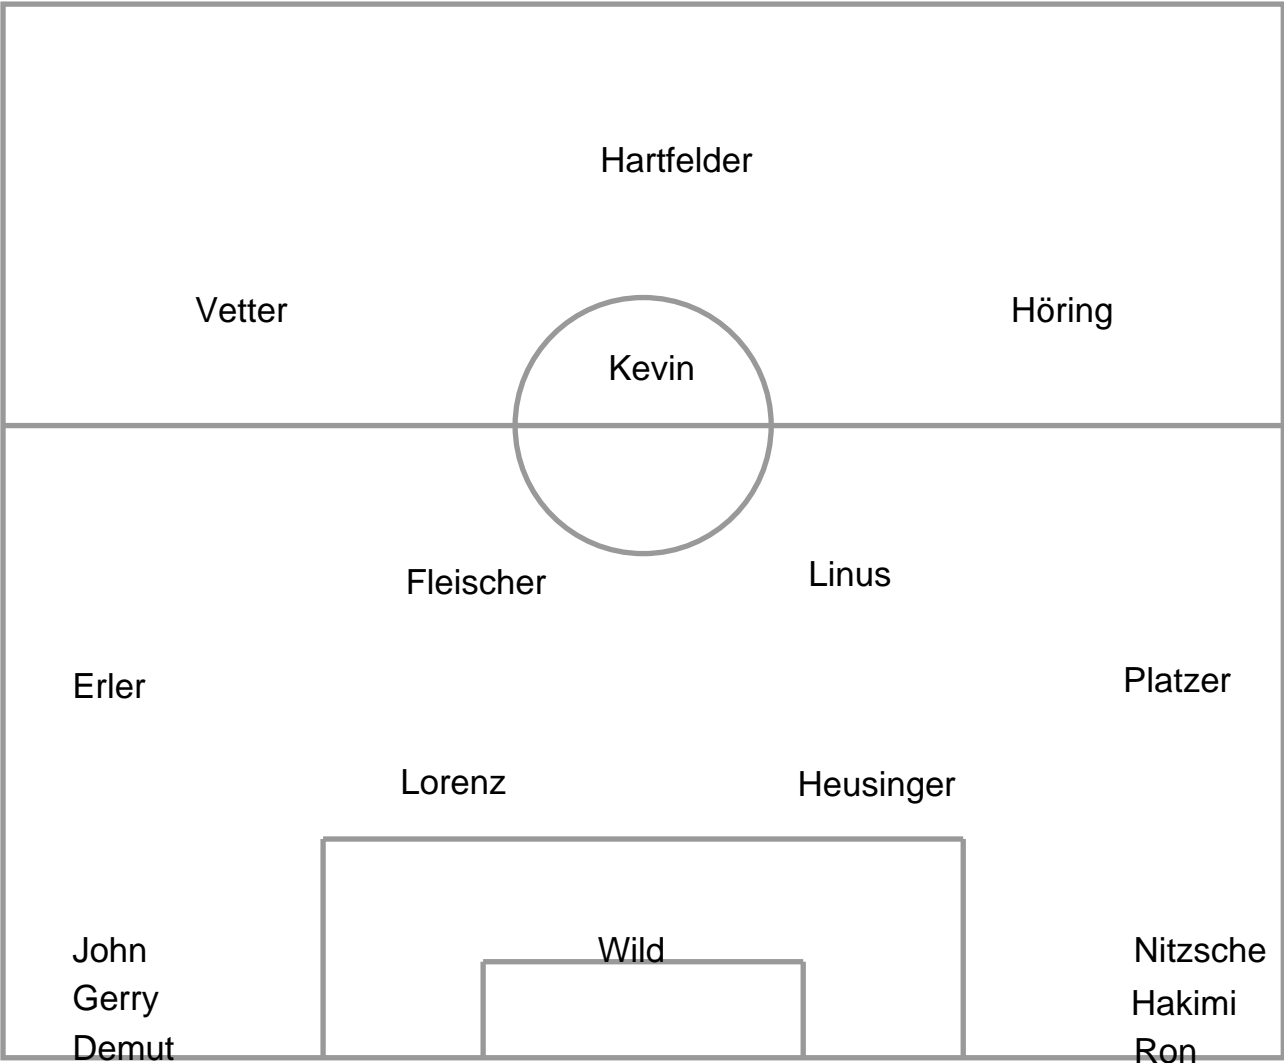 Hartfelder
Vetter
Höring
Kevin
Fleischer
Linus
Erler
Platzer
Lorenz
Heusinger
John
Wild
Nitzsche
Gerry
Hakimi
Demut
Ron